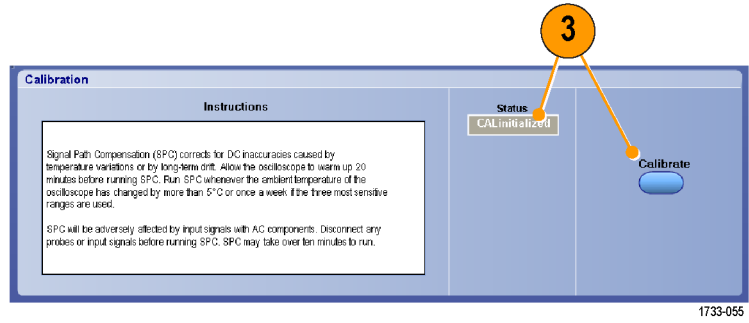 3
Calibration
Instructions
Signal Path Compensation (SPC) corrects for DC inaccuracies caused by
temperature variations or by long-term drift. Allow the oscilloscope to warm up 20
minutes before running SPC. Run SPC whenever the ambient temperature of the
oscilloscope has changed by more than 5°C or once a week if the three most sensitive
ranges are used.
SPC will be adversely affected by input signals with AC components. Disconnect any
probes or input signals before running SPC. SPC may take over ten minutes to run.
Status
CALinitialized
Calibrate
1733-055